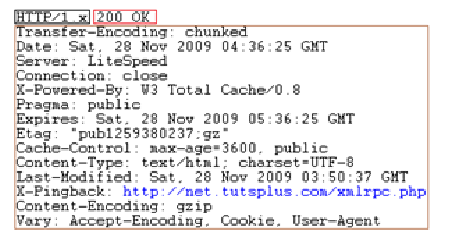 HTTP/1.x 200 OK
Transfer-Encoding: chunked
Date: Sat, 28 Nov 2009 04:36:25 GMT
Server: LiteSpeed
Connection: close
X-Powered-By: W3 Total Cache/0.8
Pragma: public
Expires: Sat, 28 Nov 2009 05:36:25 GMT
Etag: "pub1259380237;gz"
Cache-Control: max-age=3600, public
Content-Type: text/html; charset=UTF-8
Last-Modified: Sat, 28 Nov 2009 03:50:37 GMT
X-Pingback: http://net.tutsplus.com/xmlrpc.php
Content-Encoding: gzip
Vary: Accept-Encoding, Cookie, User-Agent